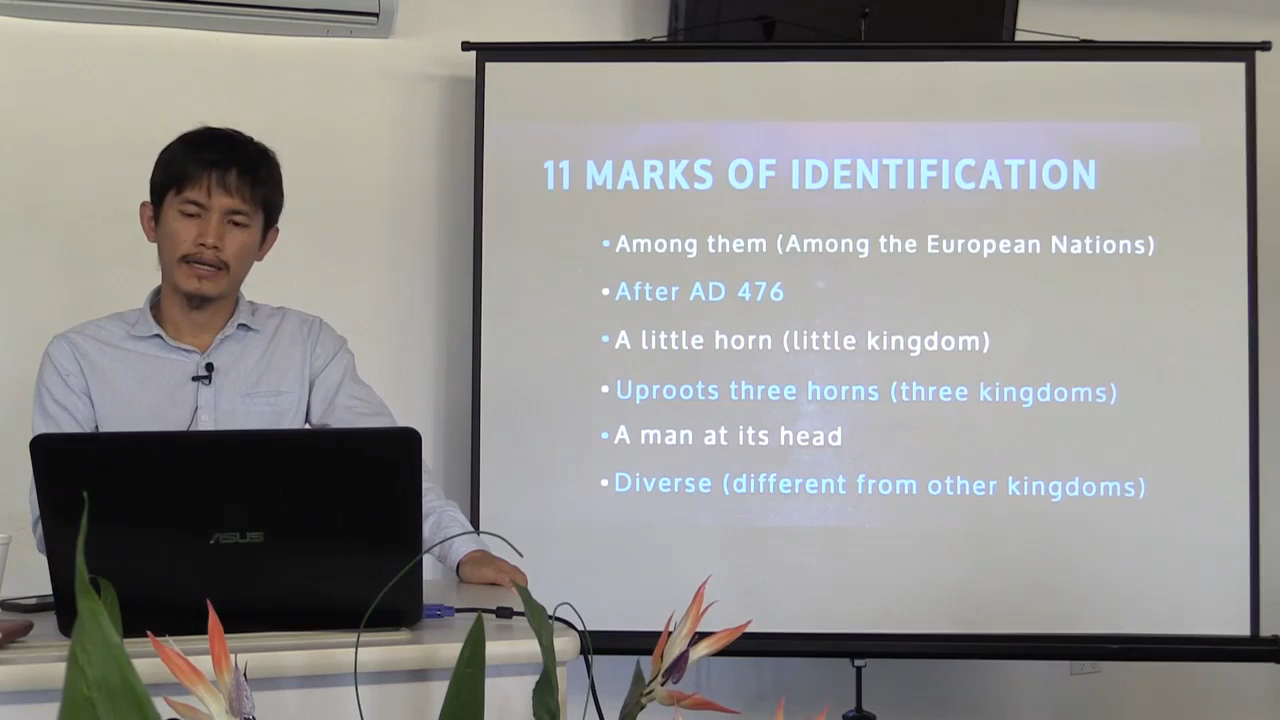 11 MARKS OF IDENTIFICATION
•Among them (Among the European Nations)
•After AD 476
•A little horn (little kingdom)
•Uproots three horns (three kingdoms)
•A man at its head
•Diverse (different from other kingdoms)
ASUS